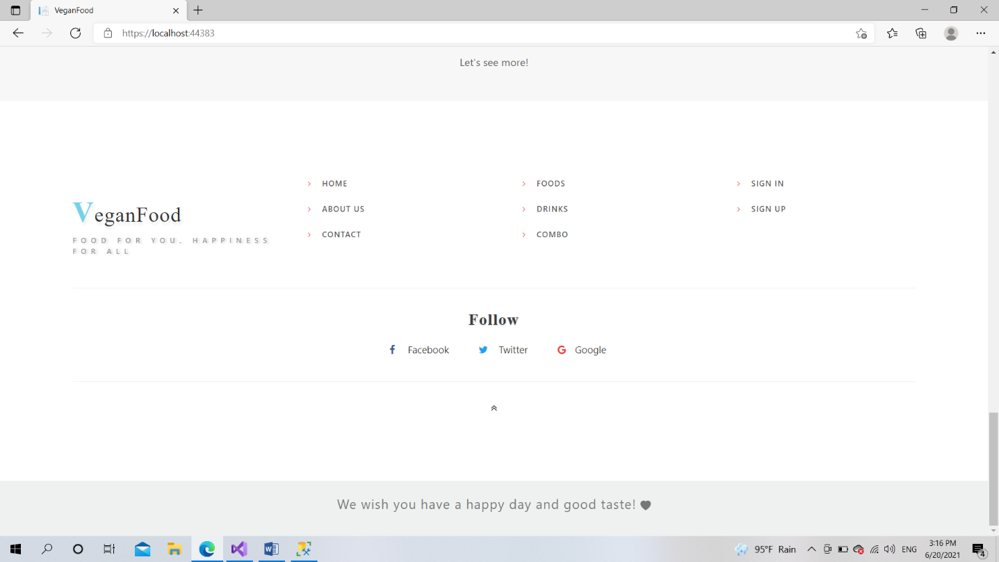 VeganFood
https://localhost:44383
Let's see more!
VeganFood
FOOD FOR YOU, HAPPINESS
FOR ALL
HOME
ABOUT US
CONTACT
FOODS
DRINKS
COMBO
SIGN IN
SIGN UP
Follow
Facebook
Twitter
Google
We wish you have a happy day and good taste!
95°F Rain
ENG
3:16 PM
6/20/2021
4